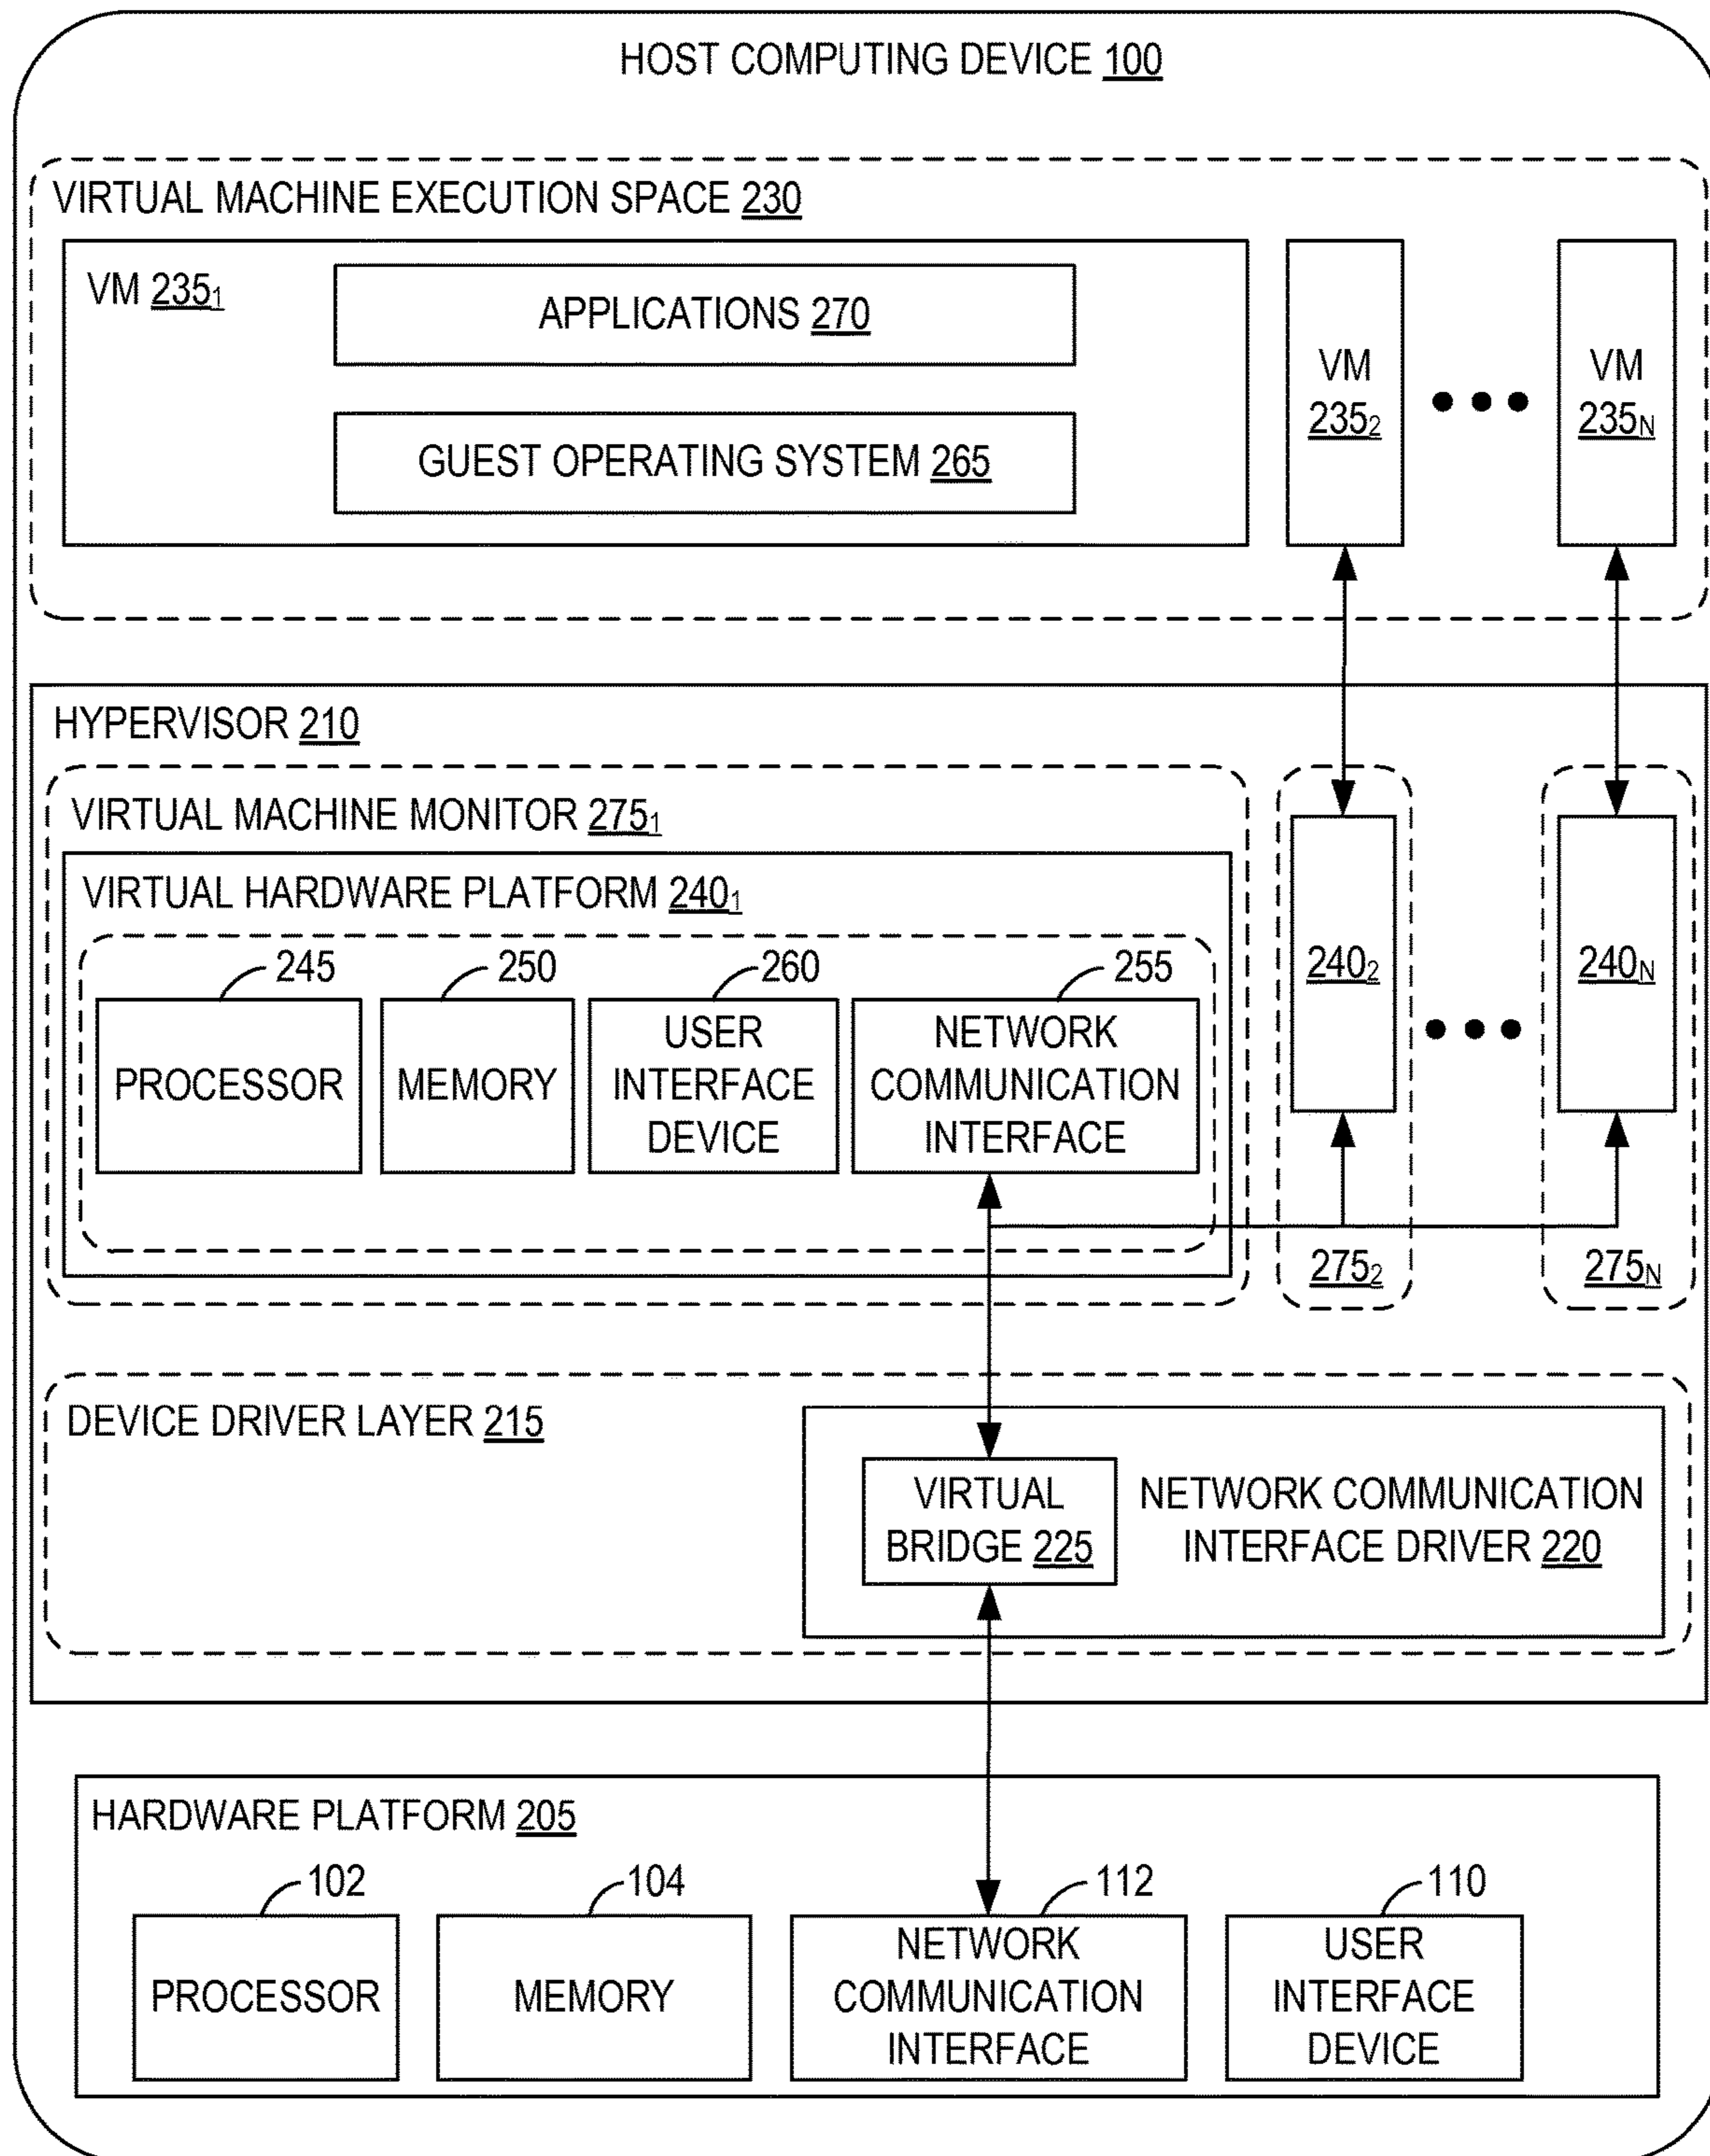 HOST COMPUTING DEVICE 100
VIRTUAL MACHINE EXECUTION SPACE 230
VM 235₁
APPLICATIONS 270
GUEST OPERATING SYSTEM 265
VM
235₂
VM
235N
HYPERVISOR 210
VIRTUAL MACHINE MONITOR 275₁
VIRTUAL HARDWARE PLATFORM 240₁
245
PROCESSOR
250
MEMORY
260
USER
INTERFACE
DEVICE
255
NETWORK
COMMUNICATION
INTERFACE
240₂
240N
275₂
275N
DEVICE DRIVER LAYER 215
VIRTUAL
BRIDGE 225
NETWORK COMMUNICATION
INTERFACE DRIVER 220
HARDWARE PLATFORM 205
102
PROCESSOR
104
MEMORY
112
NETWORK
COMMUNICATION
INTERFACE
110
USER
INTERFACE
DEVICE